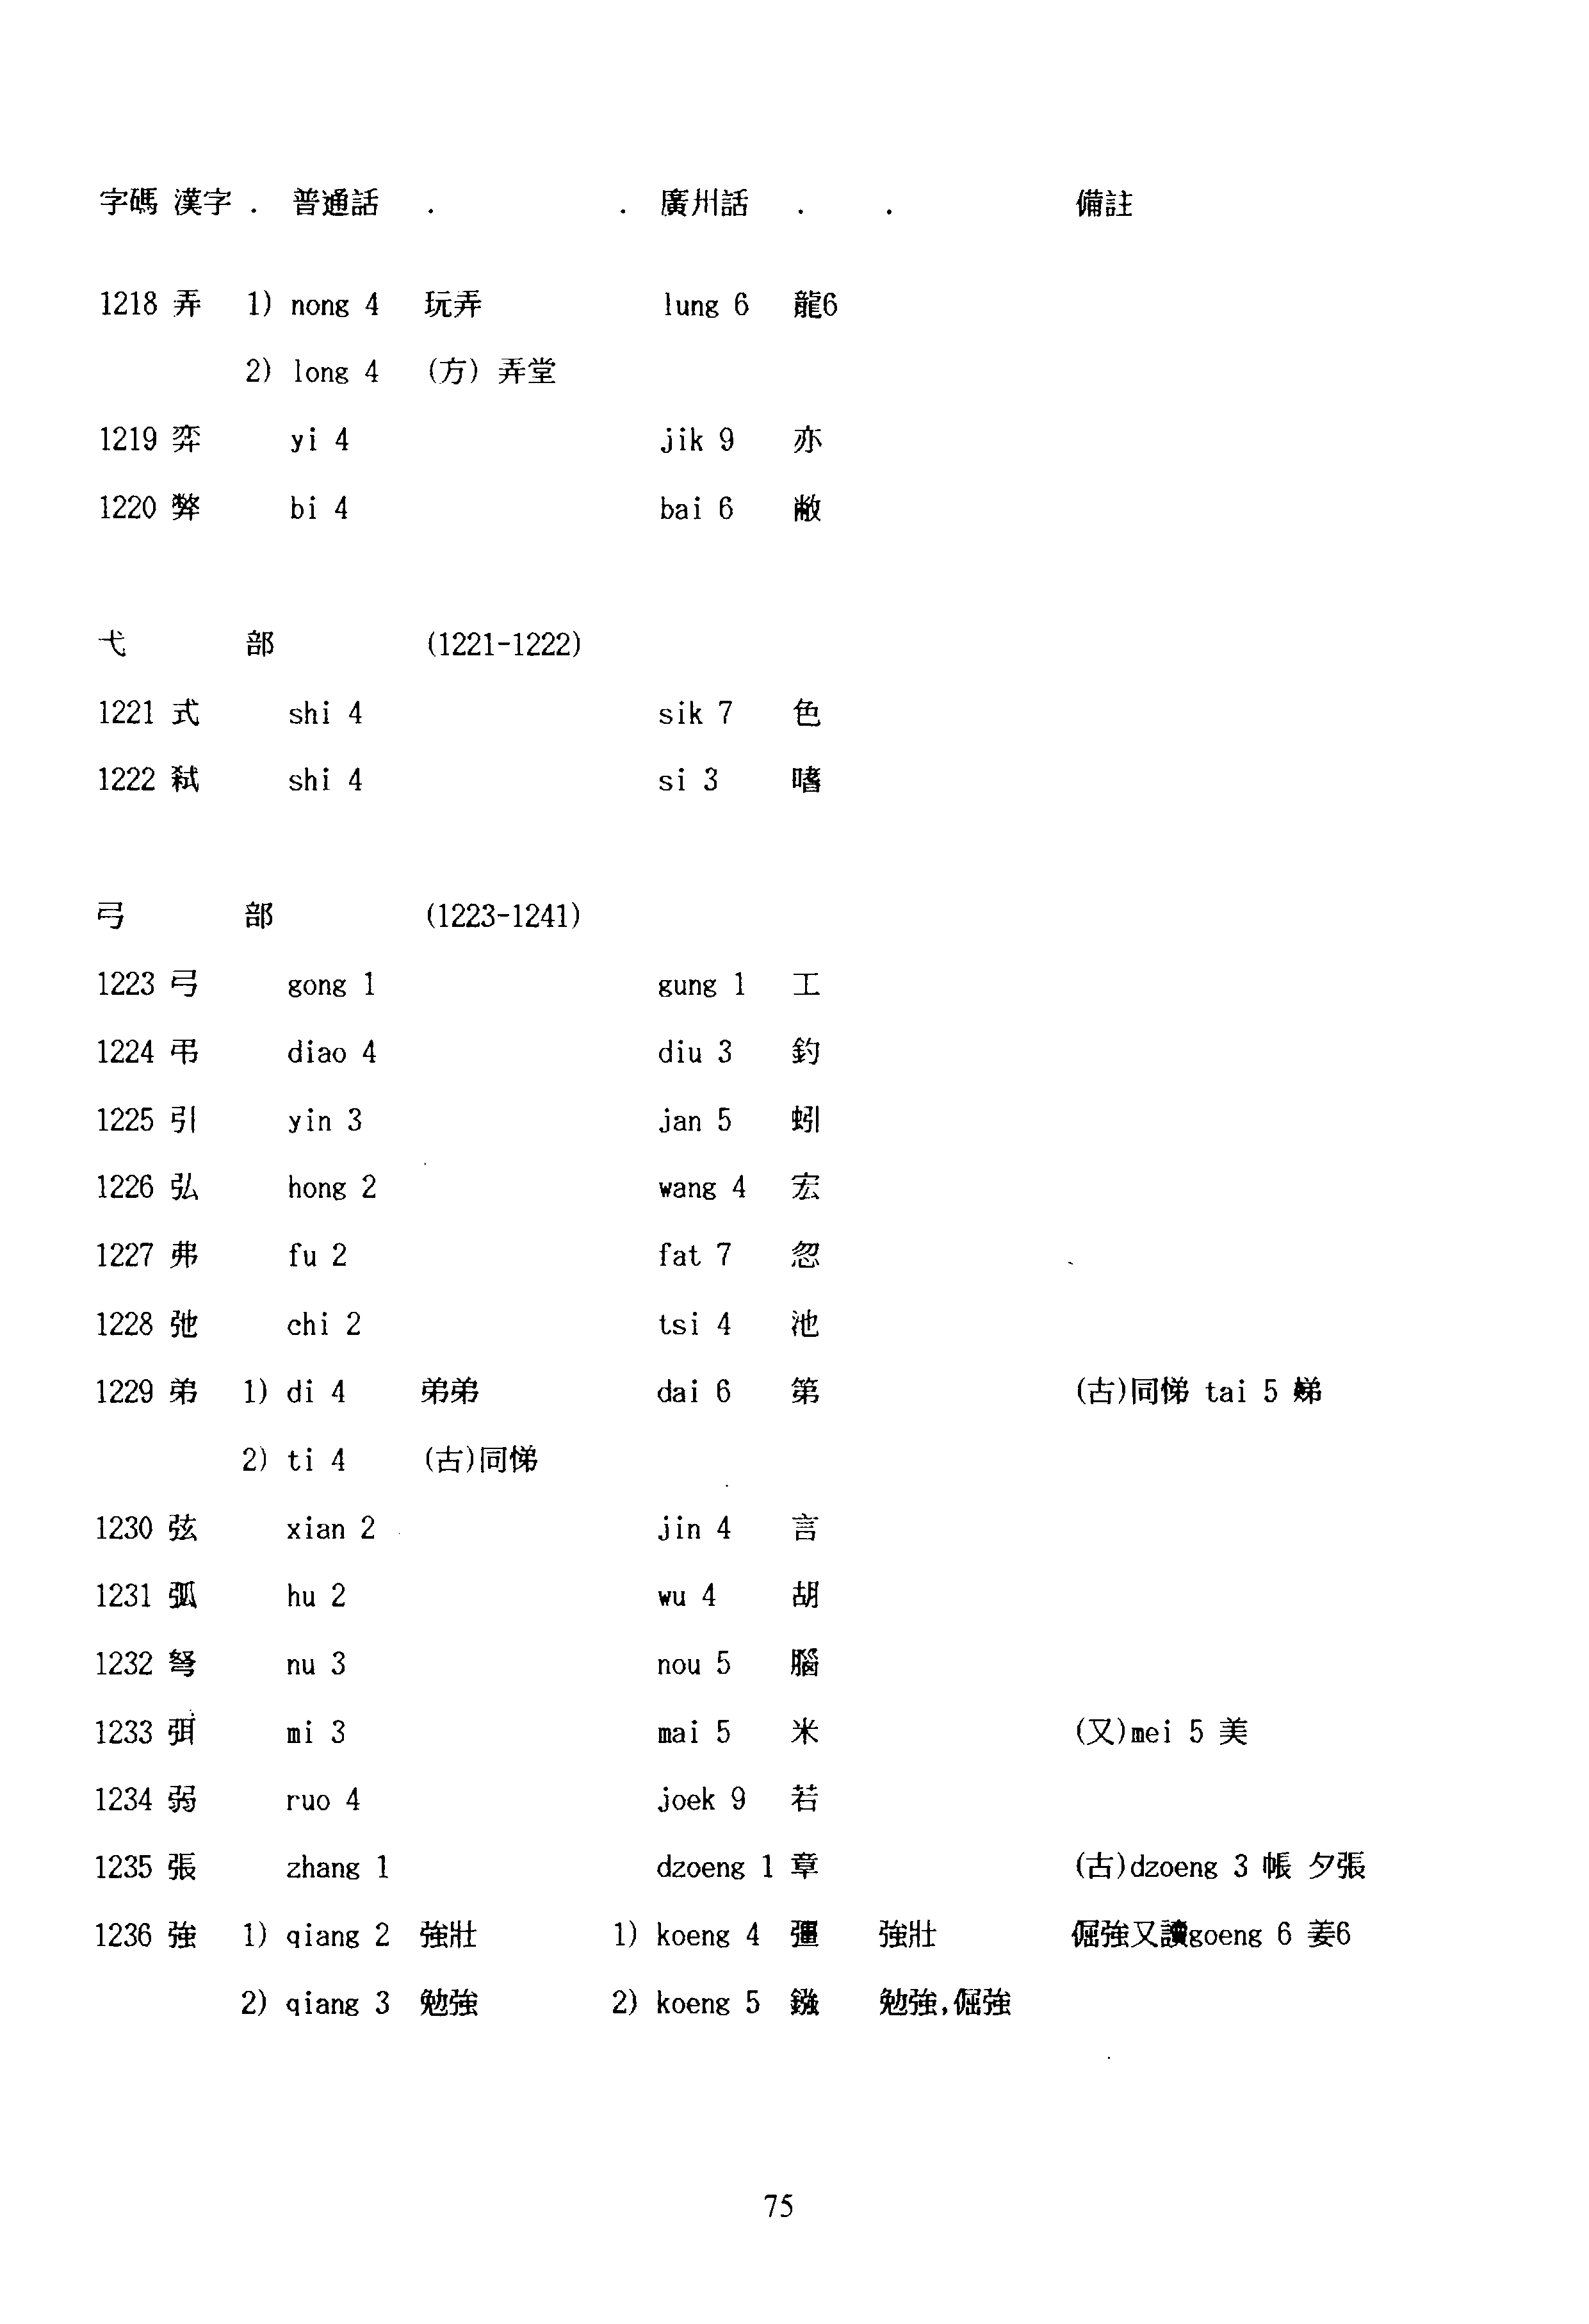 字碼 漢字 . 普通話 . . 廣州話 . . 備註
1218 弄 1) nong 4 玩弄 lung 6 龍6
2) long 4 (方) 弄堂
1219 弈 yi 4 jik 9 亦
1220 弊 bi 4 bai 6 敝
弋 部 (1221-1222)
1221 式 shi 4 sik 7 色
1222 弒 shi 4 si 3 嗜
弓 部 (1223-1241)
1223 弓 gong 1 gung 1 工
1224 弔 diao 4 diu 3 釣
1225 引 yin 3 jan 5 蚓
1226 弘 hong 2 wang 4 宏
1227 弗 fu 2 fat 7 忽
1228 弛 chi 2 tsi 4 池
1229 弟 1) di 4 弟弟 dai 6 第 (古)同悌 tai 5 娣
2) ti 4 (古)同悌
1230 弦 xian 2 jin 4 言
1231 弧 hu 2 wu 4 胡
1232 弩 nu 3 nou 5 腦
1233 弭 mi 3 mai 5 米 (又)mei 5 美
1234 弱 ruo 4 joek 9 若
1235 張 zhang 1 dzoeng 1 章 (古)dzoeng 3 帳 夕張
1236 強 1) qiang 2 強壯 1) koeng 4 彊 強壯 倔強又讀goeng 6 姜6
2) qiang 3 勉強 2) koeng 5 鏹 勉強,倔強
75